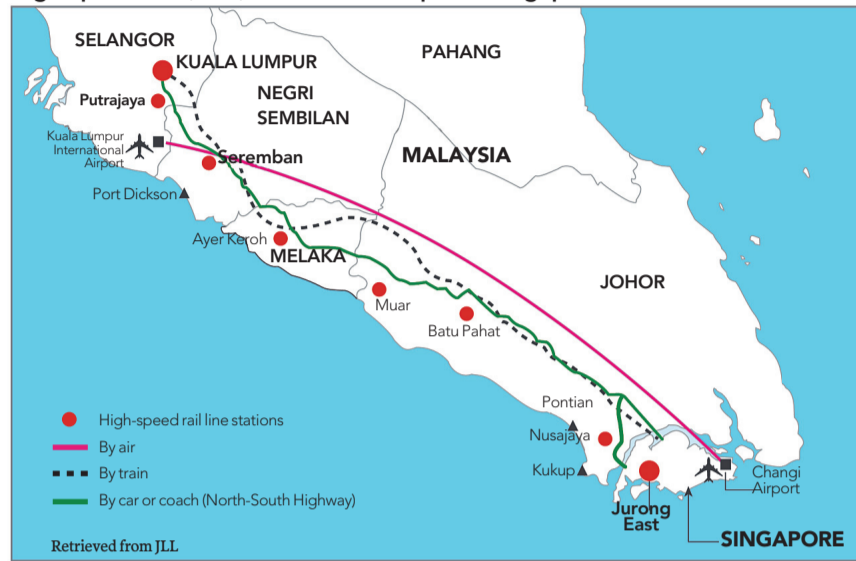 SELANGOR
KUALA LUMPUR
PAHANG
Putrajaya
NEGRI
SEMBILAN
Kuala Lumpur
International
Airport
Seremban
MALAYSIA
Port Dickson
Ayer Keroh
MELAKA
JOHOR
Muar
Batu Pahat
Pontian
Nusajaya
Kukup
Changi
Airport
Jurong
East
SINGAPORE
High-speed rail line stations
By air
By train
By car or coach (North-South Highway)
Retrieved from JLL